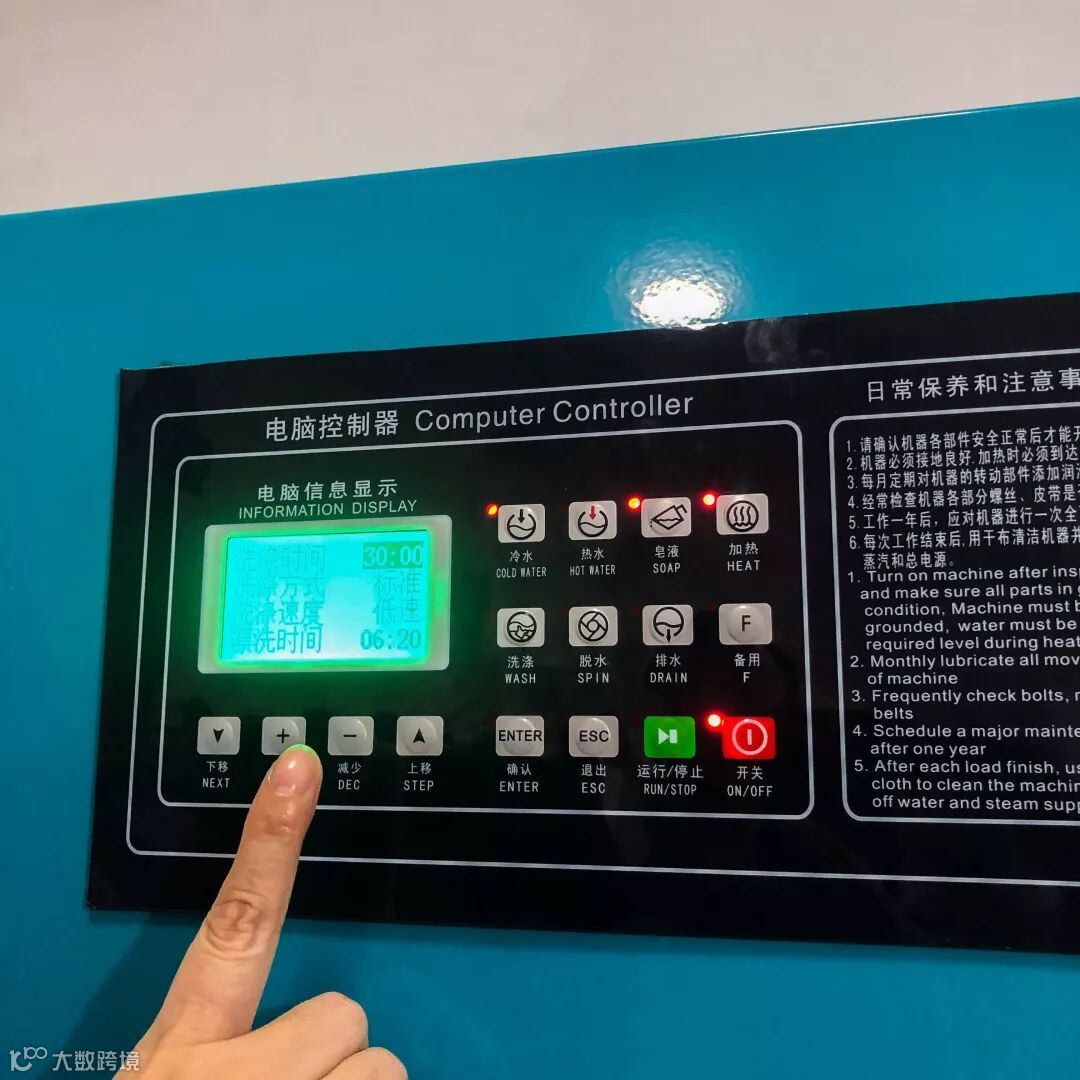 电脑控制器 Computer Controller
电脑信息显示
INFORMATION DISPLAY
洗涤时间 30:00
洗涤方式 标准
洗涤速度 低速
漂洗时间 06:20
冷水
COLD WATER
热水
HOT WATER
皂液
SOAP
加热
HEAT
洗涤
WASH
脱水
SPIN
排水
DRAIN
F
备用
F
下移
NEXT
+
−
减少
DEC
上移
STEP
ENTER
确认
ENTER
ESC
退出
ESC
运行/停止
RUN/STOP
开关
ON/OFF
日常保养和注意事
1.请确认机器各部件安全正常后才能开
2.机器必须接地良好.加热时必须到达
3.每月定期对机器的转动部件添加润
4.经常检查机器各部分螺丝、皮带是
5.工作一年后，应对机器进行一次全
6.每次工作结束后,用干布清洁机器
蒸汽和总电源。
1. Turn on machine after
and make sure all parts in
condition, Machine must
grounded, water must be
required level during
2. Monthly lubricate all
of machine
3. Frequently check bolts,
belts
4. Schedule a major
after one year
5. After each load finish,
cloth to clean the
off water and steam
大数跨境